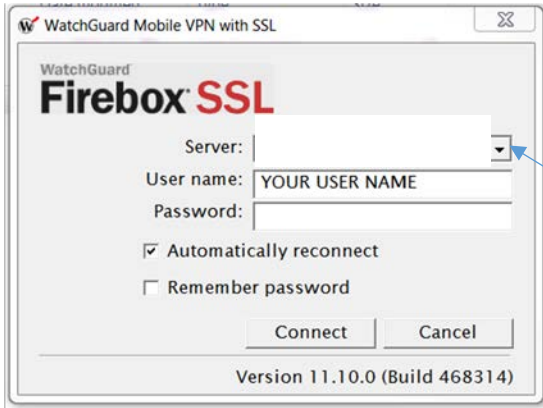 WatchGuard Mobile VPN with SSL
WatchGuard
Firebox SSL
Server:
User name: YOUR USER NAME
Password:
Automatically reconnect
Remember password
Connect Cancel
Version 11.10.0 (Build 468314)